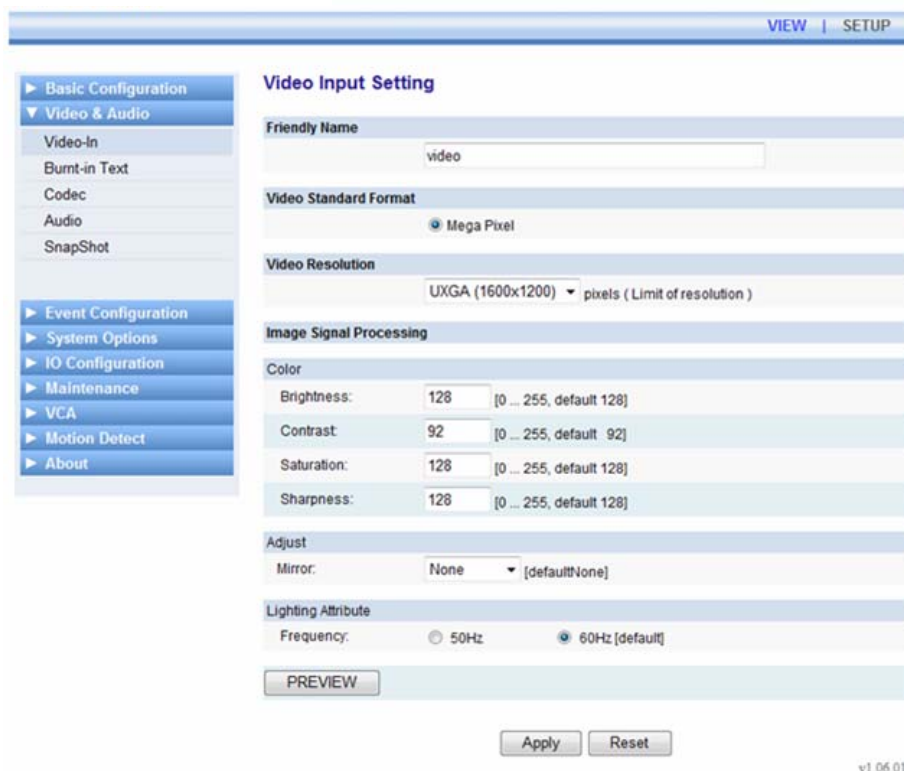 VIEW | SETUP
Basic Configuration
Video & Audio
Video-In
Burnt-in Text
Codec
Audio
SnapShot
Event Configuration
System Options
IO Configuration
Maintenance
VCA
Motion Detect
About
Video Input Setting
Friendly Name
video
Video Standard Format
Mega Pixel
Video Resolution
UXGA (1600x1200) pixels ( Limit of resolution )
Image Signal Processing
Color
Brightness: 128 [0 ... 255, default 128]
Contrast: 92 [0 ... 255, default 92]
Saturation: 128 [0 ... 255, default 128]
Sharpness: 128 [0 ... 255, default 128]
Adjust
Mirror: None [defaultNone]
Lighting Attribute
Frequency: 50Hz 60Hz [default]
PREVIEW
Apply Reset
v1.06.01